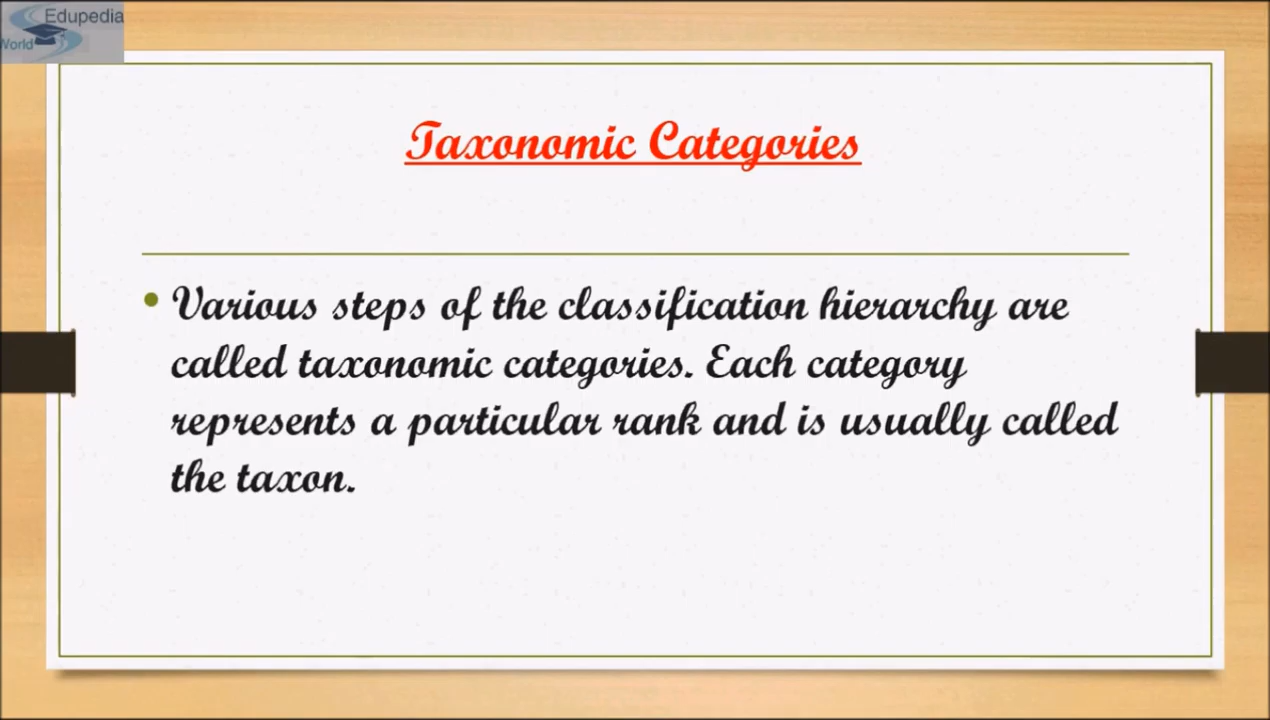 Edupedia
World
Taxonomic Categories
• Various steps of the classification hierarchy are
called taxonomic categories. Each category
represents a particular rank and is usually called
the taxon.